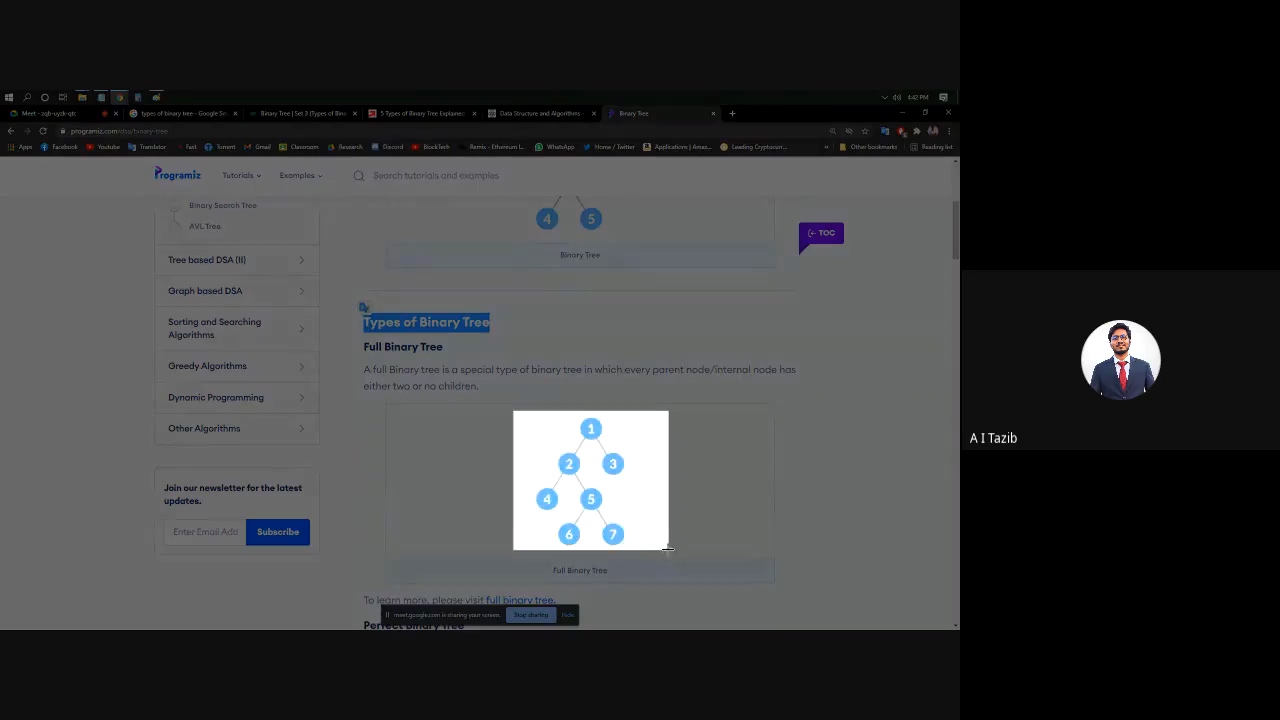 4:42 PM
Meet - zqb-uyzk-qtc
types of binary tree - Google Se
Binary Tree | Set 3 (Types of Bin
5 Types of Binary Tree Explaine
Data Structure and Algorithms -
Binary Tree
programiz.com/dsa/binary-tree
Apps
Facebook
Youtube
Translator
Fast
Torrent
Gmail
Classroom
Research
Discord
BlockTech
Remix - Ethereum I...
WhatsApp
Home / Twitter
Applications | Amas...
Leading Cryptocur...
»
Other bookmarks
Reading list
Programiz
Tutorials
Examples
Search tutorials and examples
Binary Search Tree
AVL Tree
Tree based DSA (II)
Graph based DSA
Sorting and Searching
Algorithms
Greedy Algorithms
Dynamic Programming
Other Algorithms
Join our newsletter for the latest
updates.
Enter Email Add
Subscribe
4 5
Binary Tree
TOC
Types of Binary Tree
Full Binary Tree
A full Binary tree is a special type of binary tree in which every parent node/internal node has
either two or no children.
1
2 3
4 5
6 7
Full Binary Tree
To learn more, please visit full binary tree.
meet.google.com is sharing your screen.
Stop sharing
Hide
Perfect Binary Tree
A I Tazib